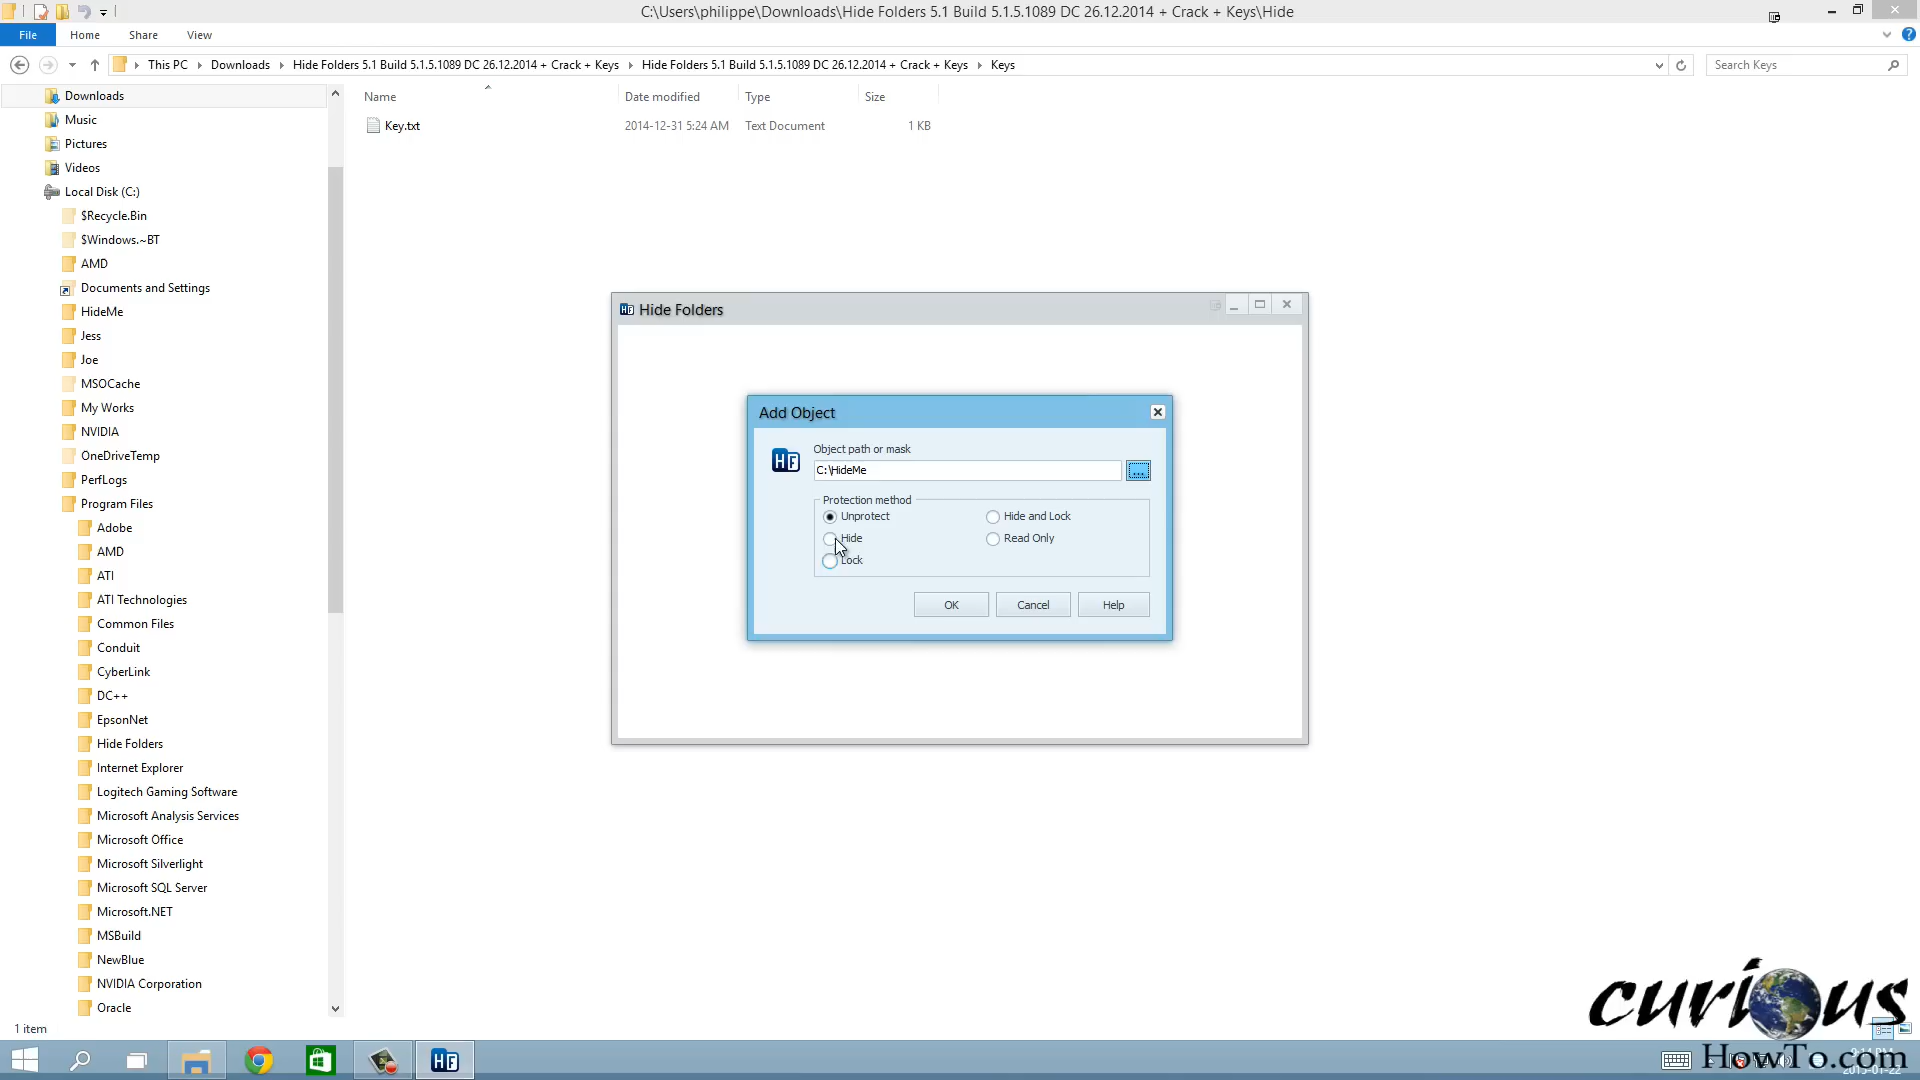 C:\Users\philippe\Downloads\Hide Folders 5.1 Build 5.1.5.1089 DC 26.12.2014 + Crack + Keys\Hide
File Home Share View
This PC Downloads Hide Folders 5.1 Build 5.1.5.1089 DC 26.12.2014 + Crack + Keys Hide Folders 5.1 Build 5.1.5.1089 DC 26.12.2014 + Crack + Keys Keys
Search Keys
Name Date modified Type Size
Key.txt 2014-12-31 5:24 AM Text Document 1 KB
Downloads
Music
Pictures
Videos
Local Disk (C:)
$Recycle.Bin
$Windows.~BT
AMD
Documents and Settings
HideMe
Jess
Joe
MSOCache
My Works
NVIDIA
OneDriveTemp
PerfLogs
Program Files
Adobe
AMD
ATI
ATI Technologies
Common Files
Conduit
CyberLink
DC++
EpsonNet
Hide Folders
Internet Explorer
Logitech Gaming Software
Microsoft Analysis Services
Microsoft Office
Microsoft Silverlight
Microsoft SQL Server
Microsoft.NET
MSBuild
NewBlue
NVIDIA Corporation
Oracle
1 item
HF Hide Folders
Add Object
HF
Object path or mask
C:\HideMe
...
Protection method
Unprotect
Hide and Lock
Hide
Read Only
Lock
OK Cancel Help
curious
HowTo.com
HF
2015-01-22